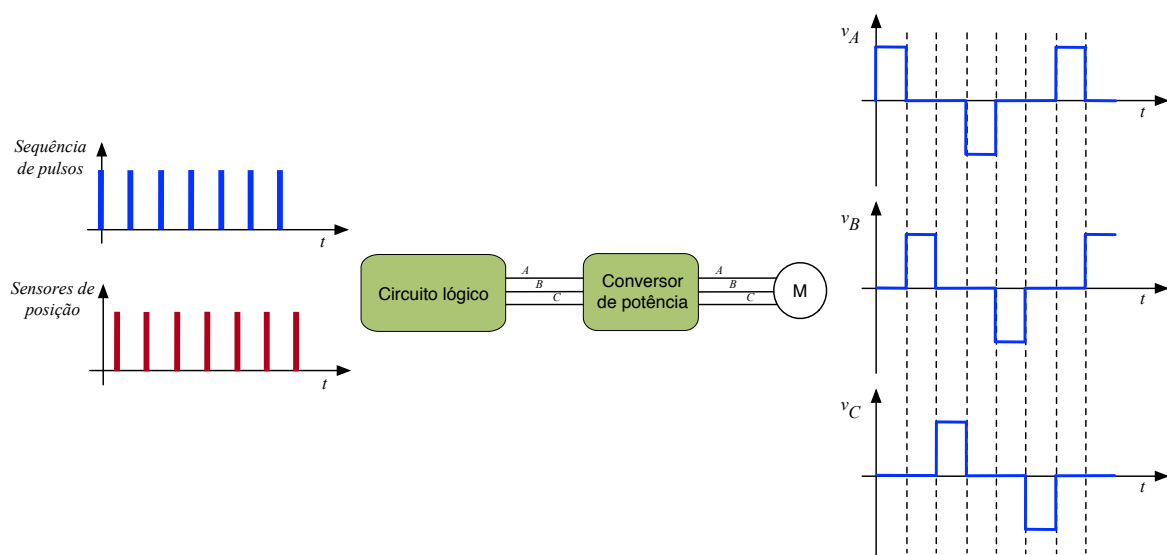 Sequência
de pulsos
t
Sensores de
posição
t
Circuito lógico
A
B
C
Conversor
de potência
A
B
C
M
vA
t
vB
t
vC
t